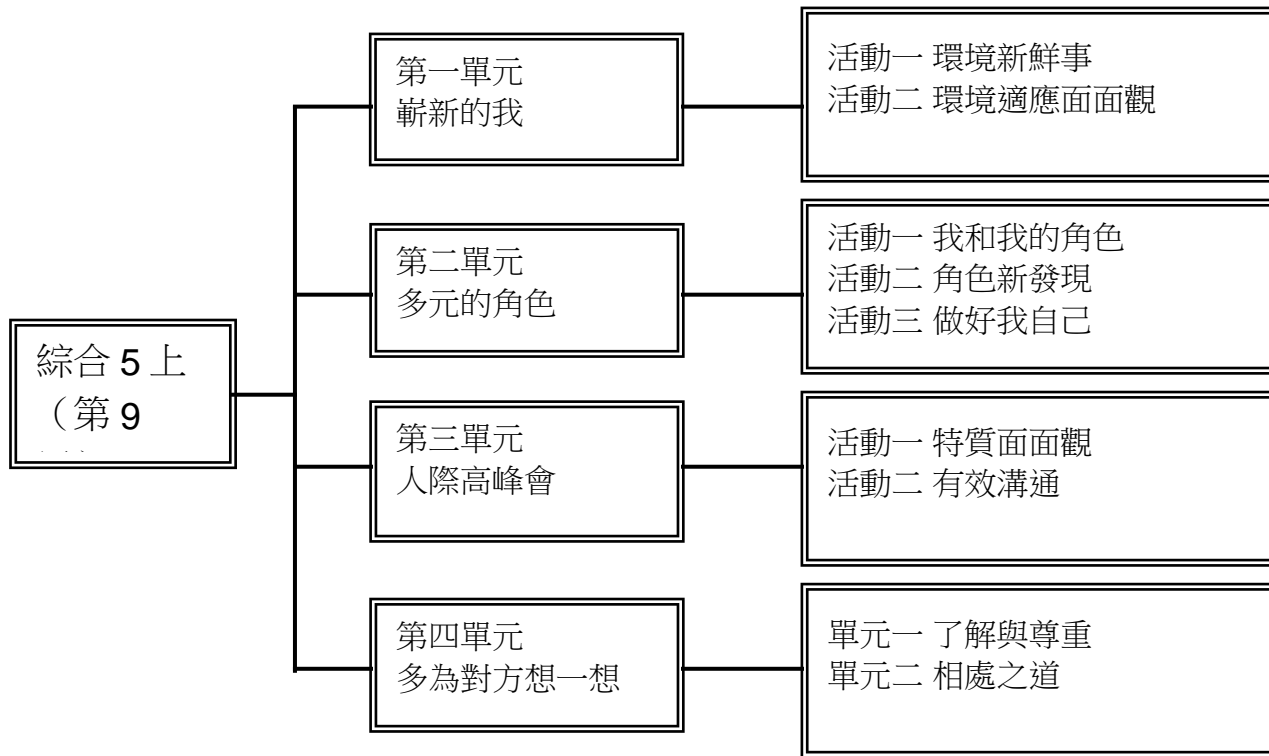 綜合 5 上
（第 9
第一單元
嶄新的我
活動一 環境新鮮事
活動二 環境適應面面觀
第二單元
多元的角色
活動一 我和我的角色
活動二 角色新發現
活動三 做好我自己
第三單元
人際高峰會
活動一 特質面面觀
活動二 有效溝通
第四單元
多為對方想一想
單元一 了解與尊重
單元二 相處之道